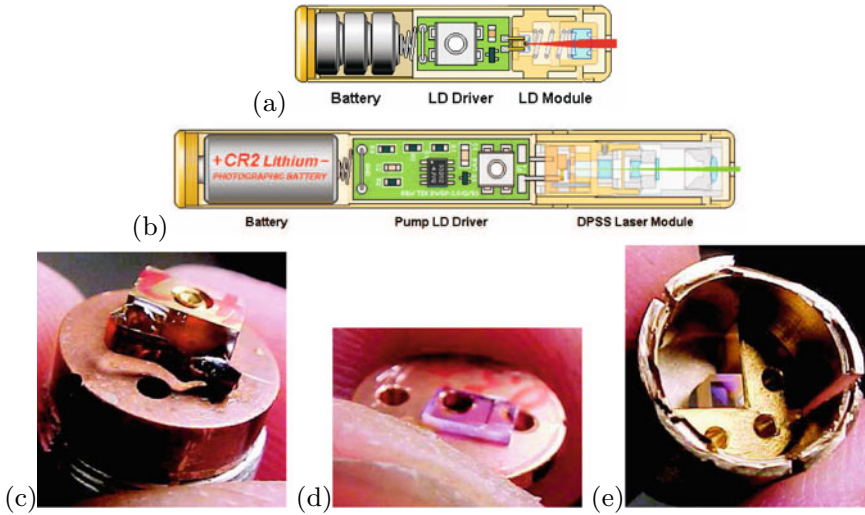 (a)
Battery LD Driver LD Module
+CR2 Lithium−
PHOTOGRAPHIC BATTERY
(b)
Battery Pump LD Driver DPSS Laser Module
(c) (d) (e)